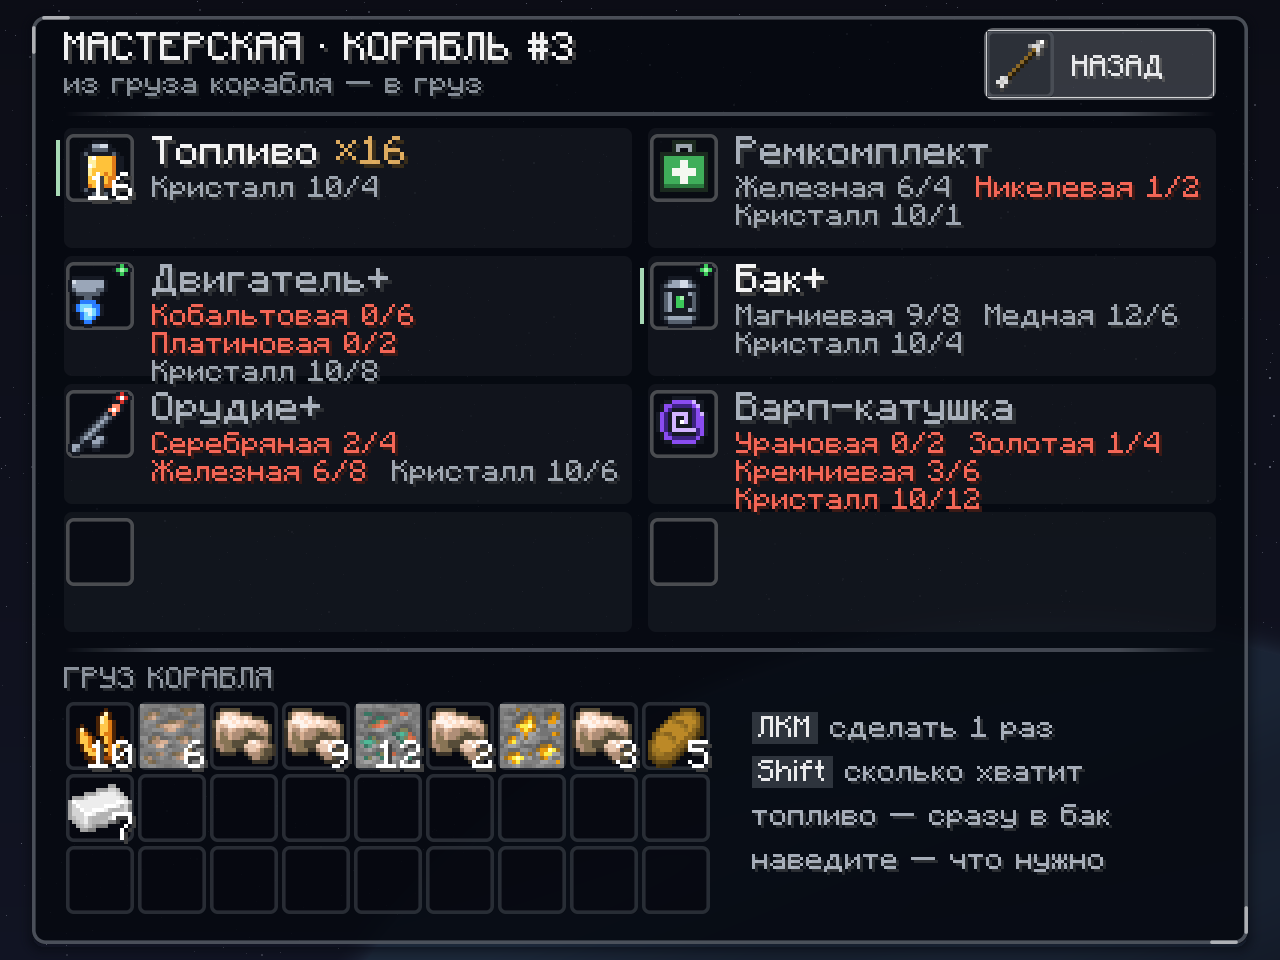 МАСТЕРСКАЯ · КОРАБЛЬ #3
из груза корабля — в груз
НАЗАД
Топливо ×16
Кристалл 10/4
16
Ремкомплект
Железная 6/4 Никелевая 1/2
Кристалл 10/1
Двигатель+
Кобальтовая 0/6
Платиновая 0/2
Кристалл 10/8
Бак+
Магниевая 9/8 Медная 12/6
Кристалл 10/4
Орудие+
Серебряная 2/4
Железная 6/8 Кристалл 10/6
Варп-катушка
Урановая 0/2 Золотая 1/4
Кремниевая 3/6
Кристалл 10/12
ГРУЗ КОРАБЛЯ
10 6 9 12 2 3 5
7
ЛКМ сделать 1 раз
Shift сколько хватит
топливо — сразу в бак
наведите — что нужно